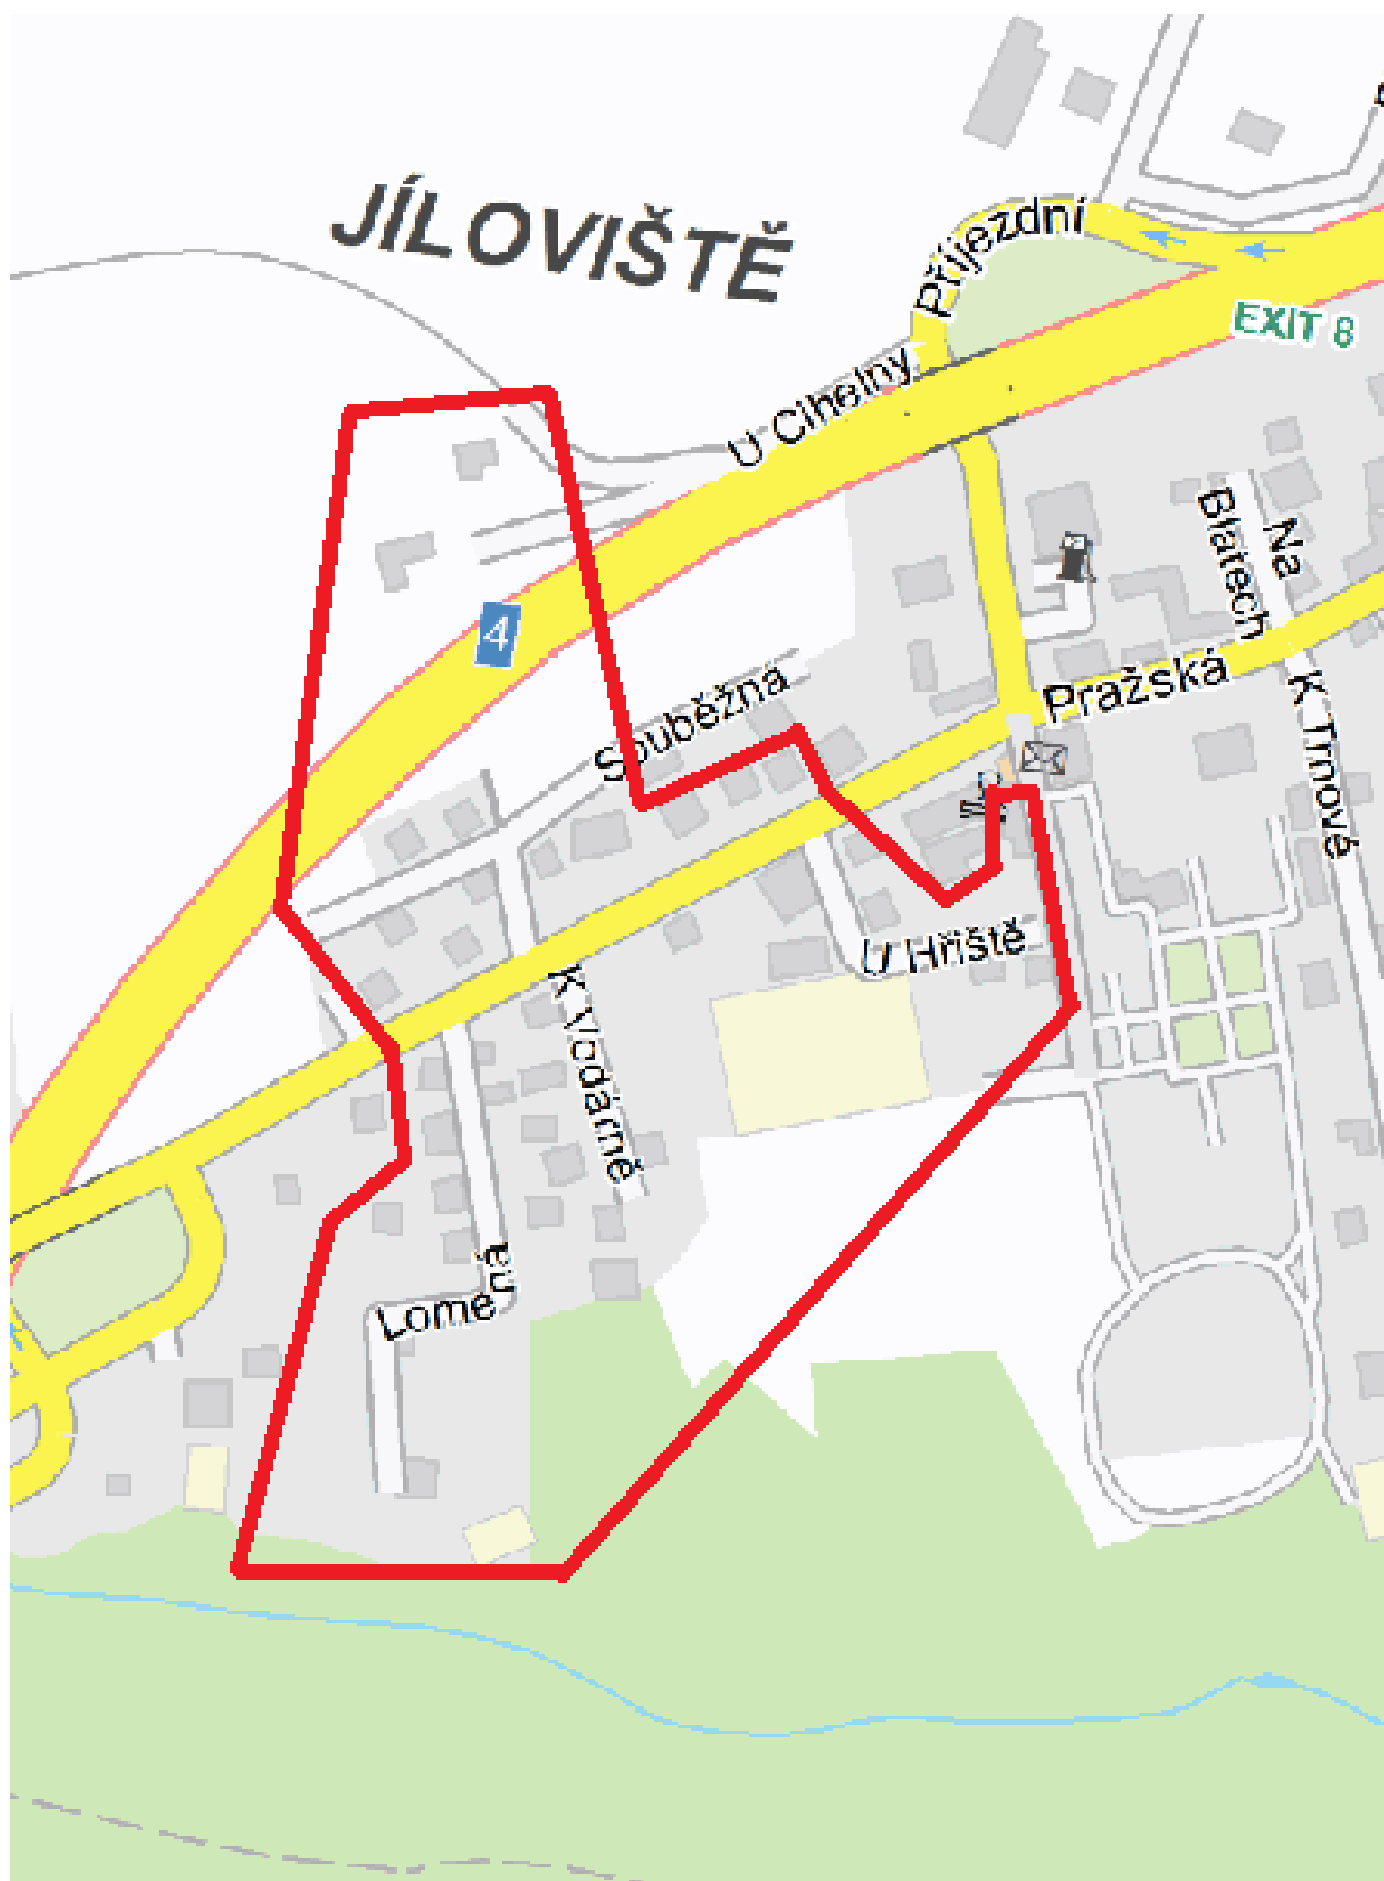 JÍLOVIŠTĚ
Příjezdní
EXIT 8
U Cihelny
4
Na
Blatech
Souběžná
Pražská
K Trnové
U Hřiště
K Vodárně
Lomená